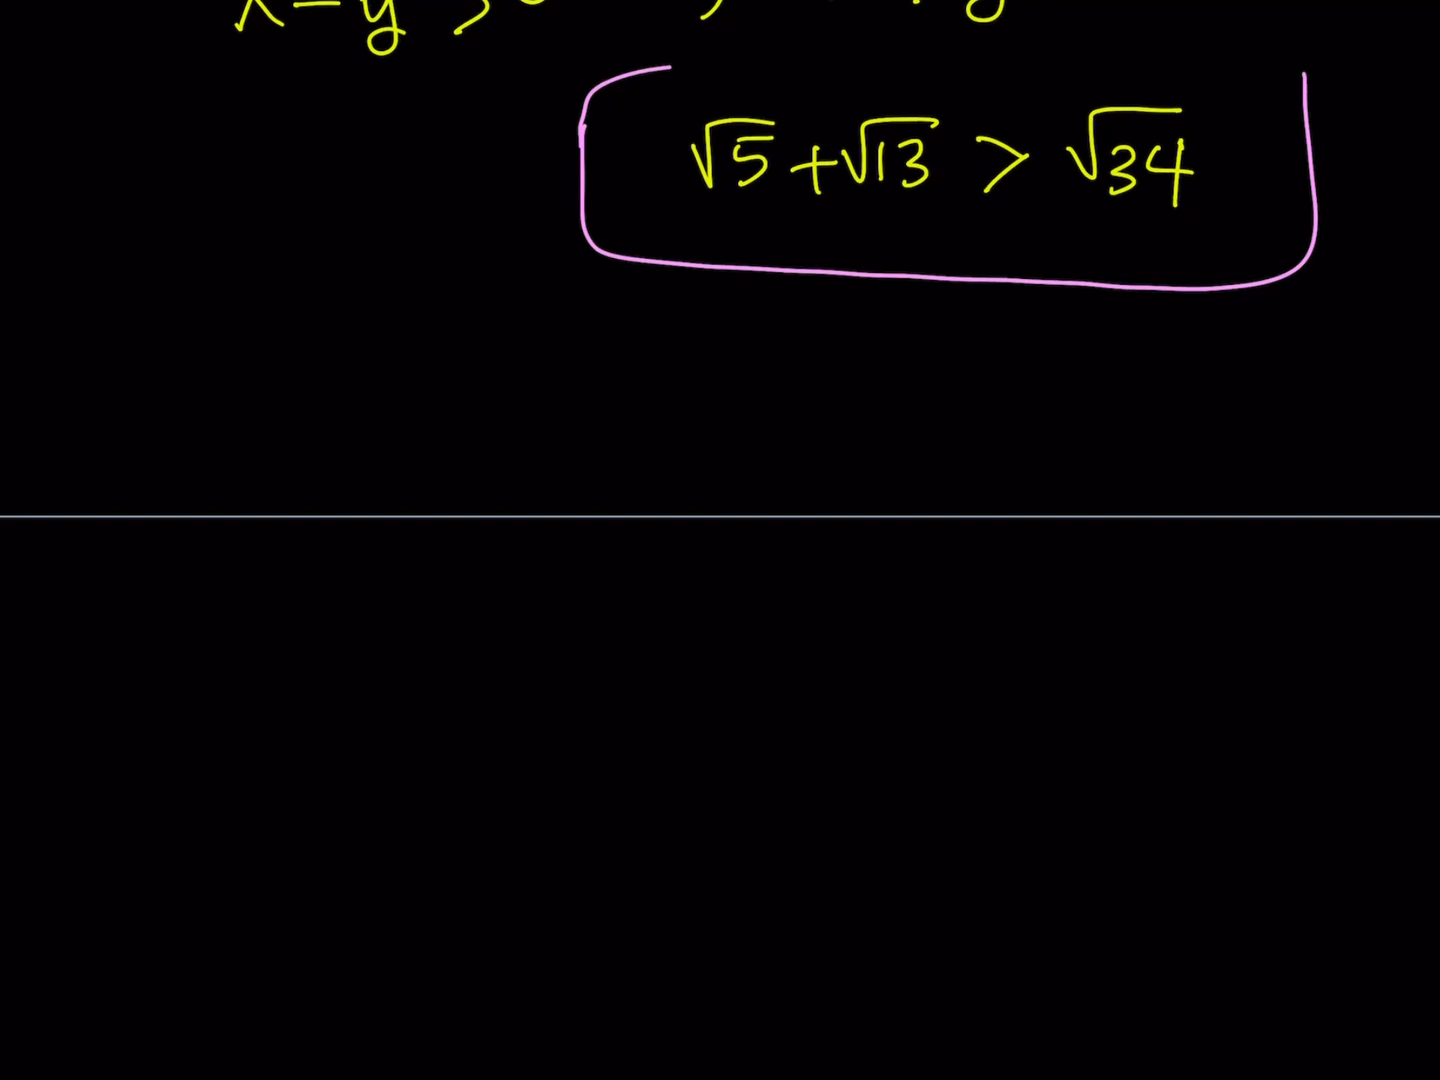 x-y >
√5 + √13 > √34